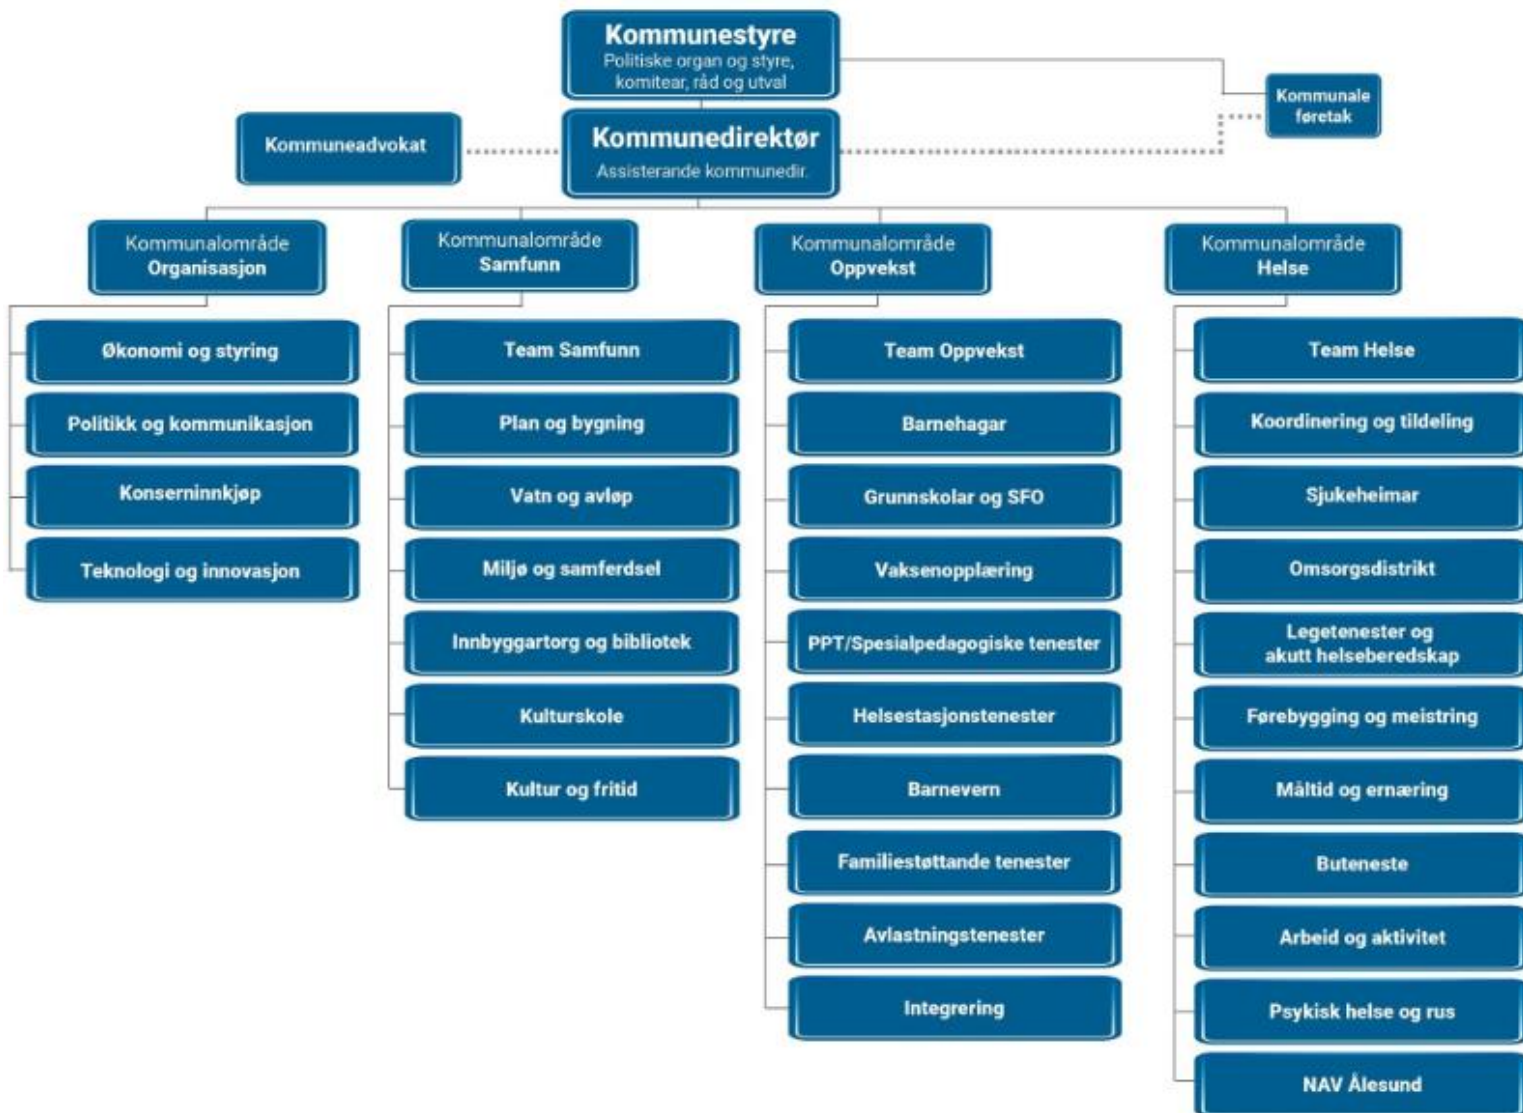 Kommunestyre
Politiske organ og styre,
komitear, råd og utval
Kommunale
føretak
Kommuneadvokat
Kommunedirektør
Assisterande kommunedir.
Kommunalområde
Organisasjon
Økonomi og styring
Politikk og kommunikasjon
Konserninnkjøp
Teknologi og innovasjon
Kommunalområde
Samfunn
Team Samfunn
Plan og bygning
Vatn og avløp
Miljø og samferdsel
Innbyggartorg og bibliotek
Kulturskole
Kultur og fritid
Kommunalområde
Oppvekst
Team Oppvekst
Barnehagar
Grunnskolar og SFO
Vaksenopplæring
PPT/Spesialpedagogiske tenester
Helsestasjonstenester
Barnevern
Familiestøttande tenester
Avlastningstenester
Integrering
Kommunalområde
Helse
Team Helse
Koordinering og tildeling
Sjukeheimar
Omsorgsdistrikt
Legetenester og
akutt helseberedskap
Førebygging og meistring
Måltid og ernæring
Buteneste
Arbeid og aktivitet
Psykisk helse og rus
NAV Ålesund